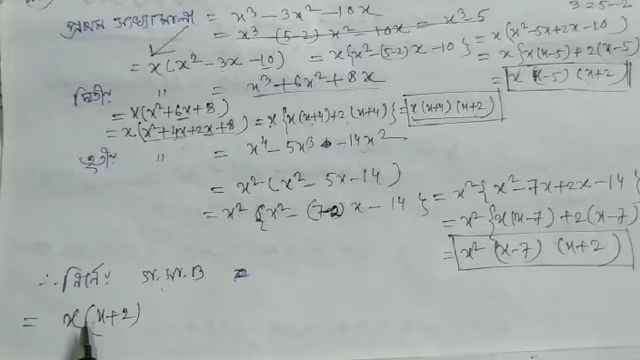 3 25-2
প্রথম সংখ্যামালা = x³ - 3x² - 10x
= x³ - (5-2) x² - 10x = x³ - 5
= x(x² - 3x - 10) = x{x² - (5-2)x - 10} = x(x² - 5x + 2x - 10)
= x{x(x-5) + 2(x-5)
= x (x-5) (x+2)
দ্বিতীয় " = x³ + 6x² + 8x
= x(x² + 6x + 8)
= x(x² + 4x + 2x + 8) = x{x(x+4) + 2(x+4)} = x(x+4) (x+2)
তৃতীয় " = x⁴ - 5x³ - 14x²
= x² (x² - 5x - 14)
= x² {x² - (7-2) x - 14} = x² {x² - 7x + 2x - 14}
= x² {x(x-7) + 2(x-7)
= x² (x-7) (x+2)
∴ নির্ণেয় =
= x(x+2)